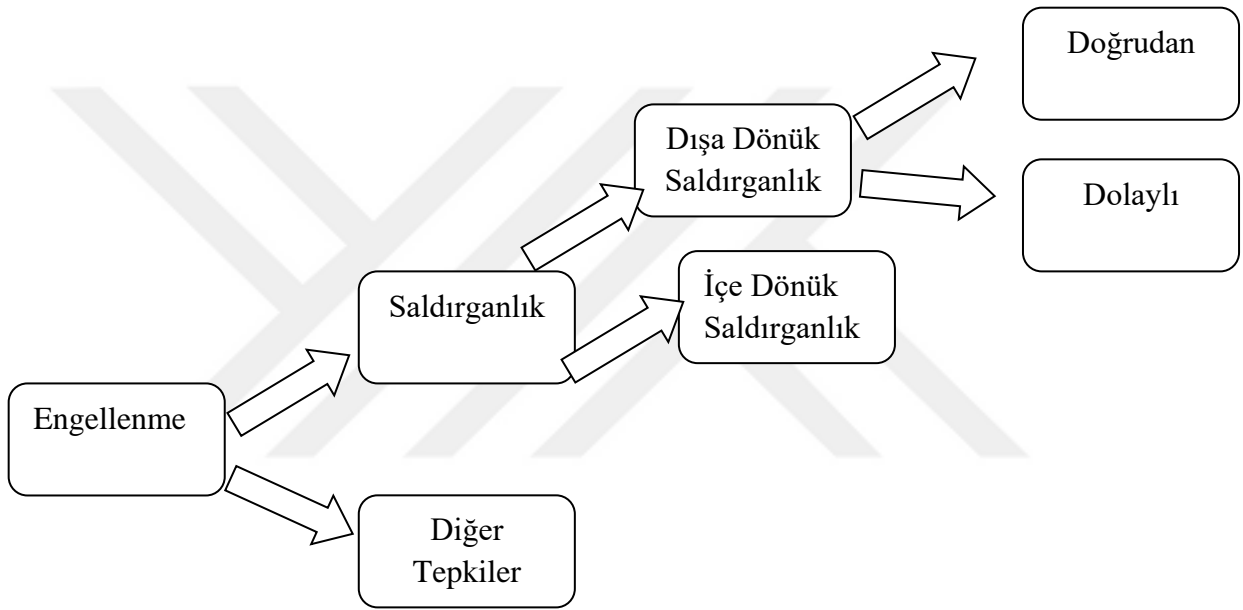 Doğrudan
Dışa Dönük
Saldırganlık
Dolaylı
İçe Dönük
Saldırganlık
Saldırganlık
Engellenme
Diğer
Tepkiler